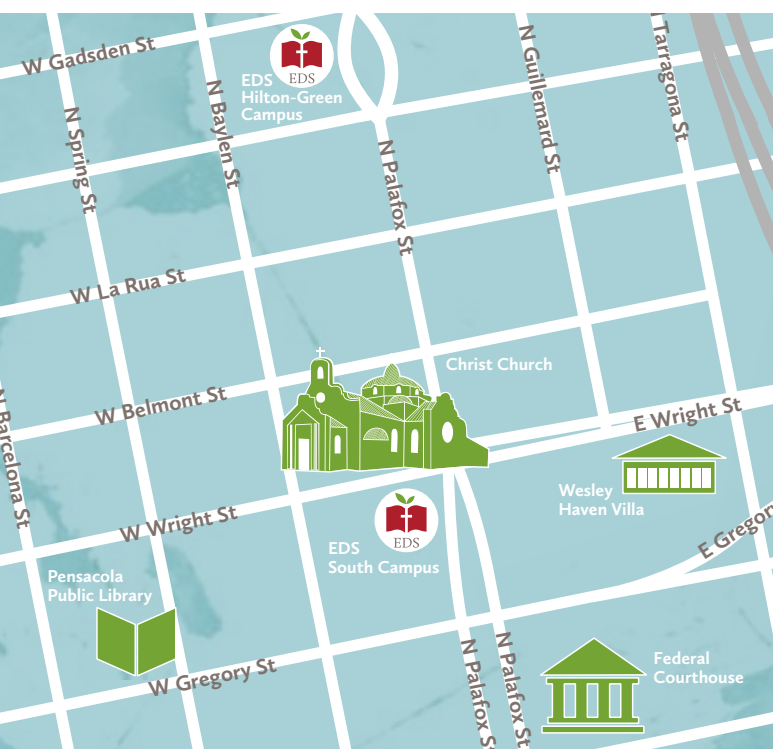 W Gadsden St
EDS
EDS
Hilton-Green
Campus
N Spring St
N Baylen St
N Palafox St
N Guillemard St
N Tarragona St
W La Rua St
Christ Church
W Belmont St
N Barcelona St
E Wright St
Wesley
Haven Villa
W Wright St
EDS
EDS
South Campus
E Gregory
Pensacola
Public Library
W Gregory St
N Palafox St
N Palafox St
Federal
Courthouse